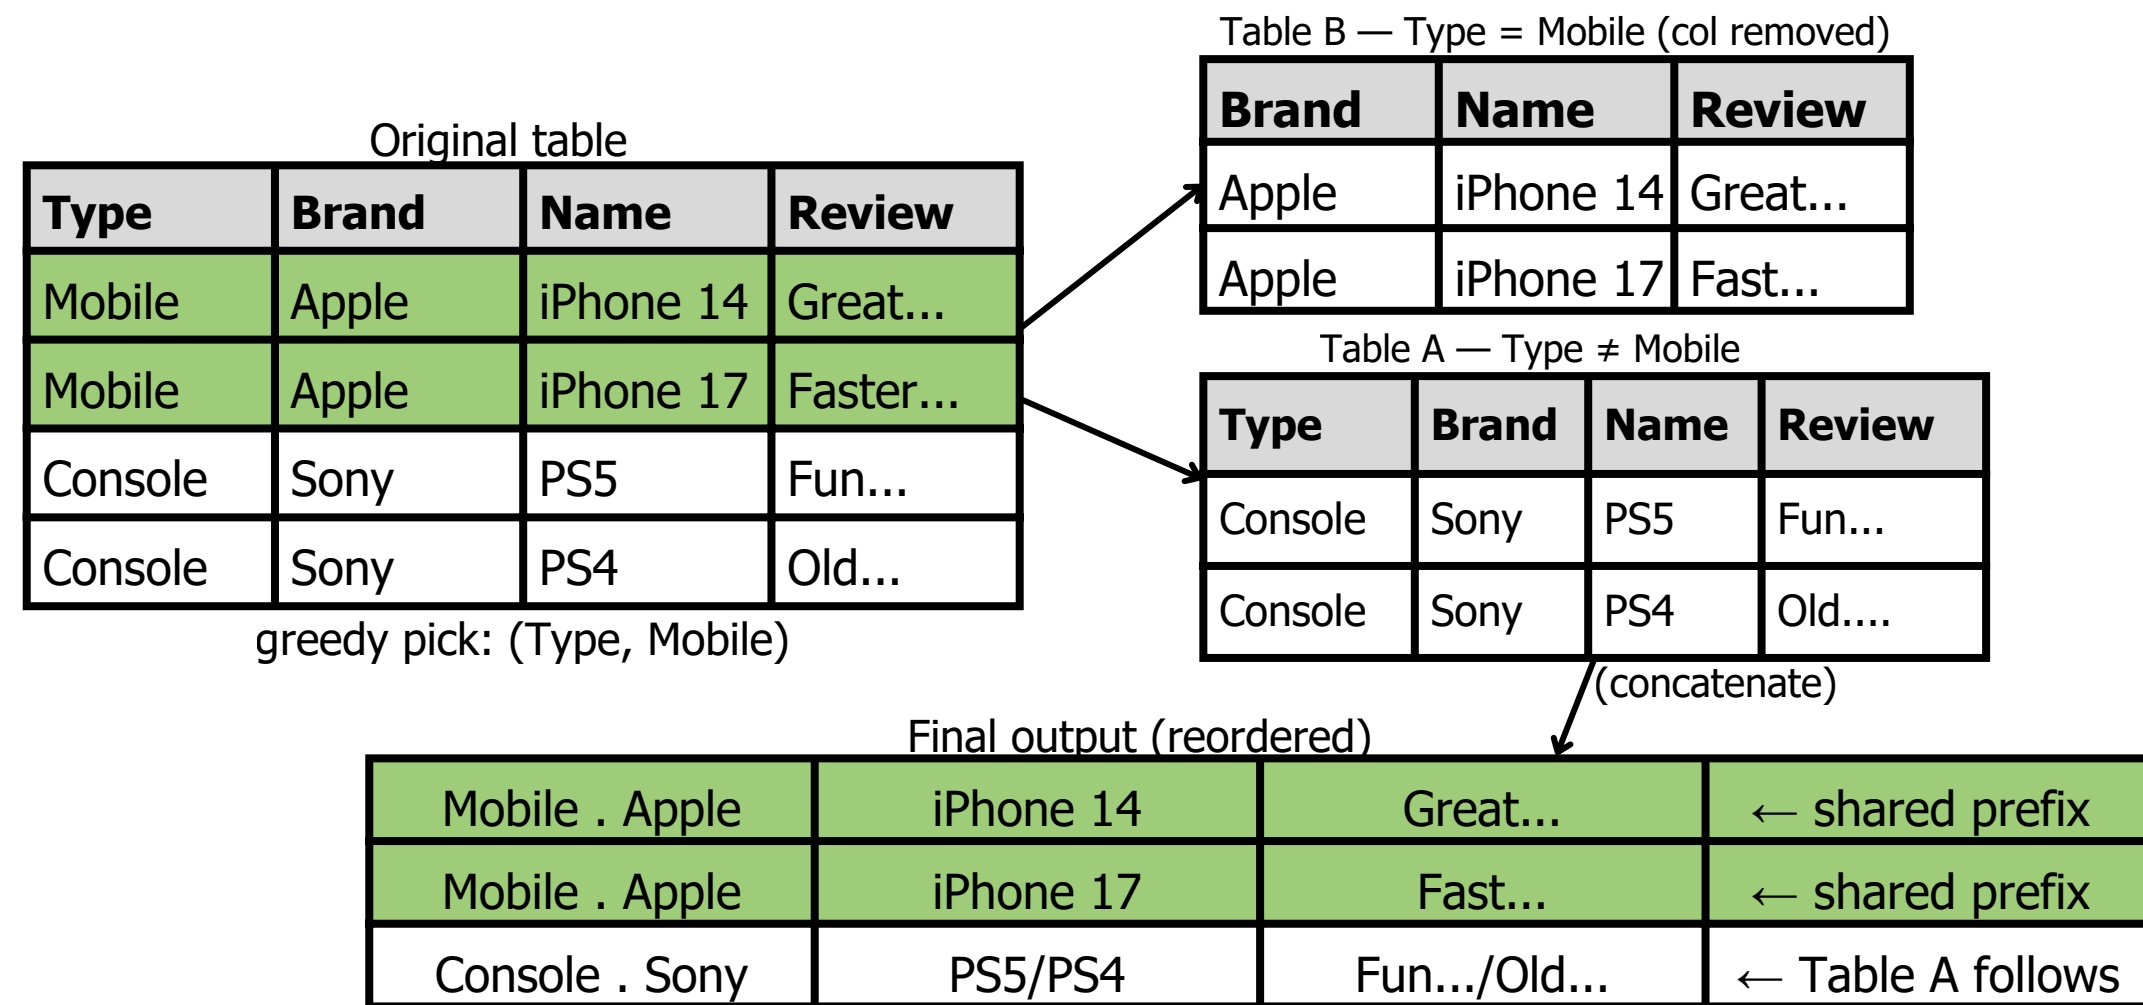 Original table
Type Brand Name Review
Mobile Apple iPhone 14 Great...
Mobile Apple iPhone 17 Faster...
Console Sony PS5 Fun...
Console Sony PS4 Old...
greedy pick: (Type, Mobile)
Table B — Type = Mobile (col removed)
Brand Name Review
Apple iPhone 14 Great...
Apple iPhone 17 Fast...
Table A — Type ≠ Mobile
Type Brand Name Review
Console Sony PS5 Fun...
Console Sony PS4 Old....
(concatenate)
Final output (reordered)
Mobile . Apple iPhone 14 Great... ← shared prefix
Mobile . Apple iPhone 17 Fast... ← shared prefix
Console . Sony PS5/PS4 Fun.../Old... ← Table A follows